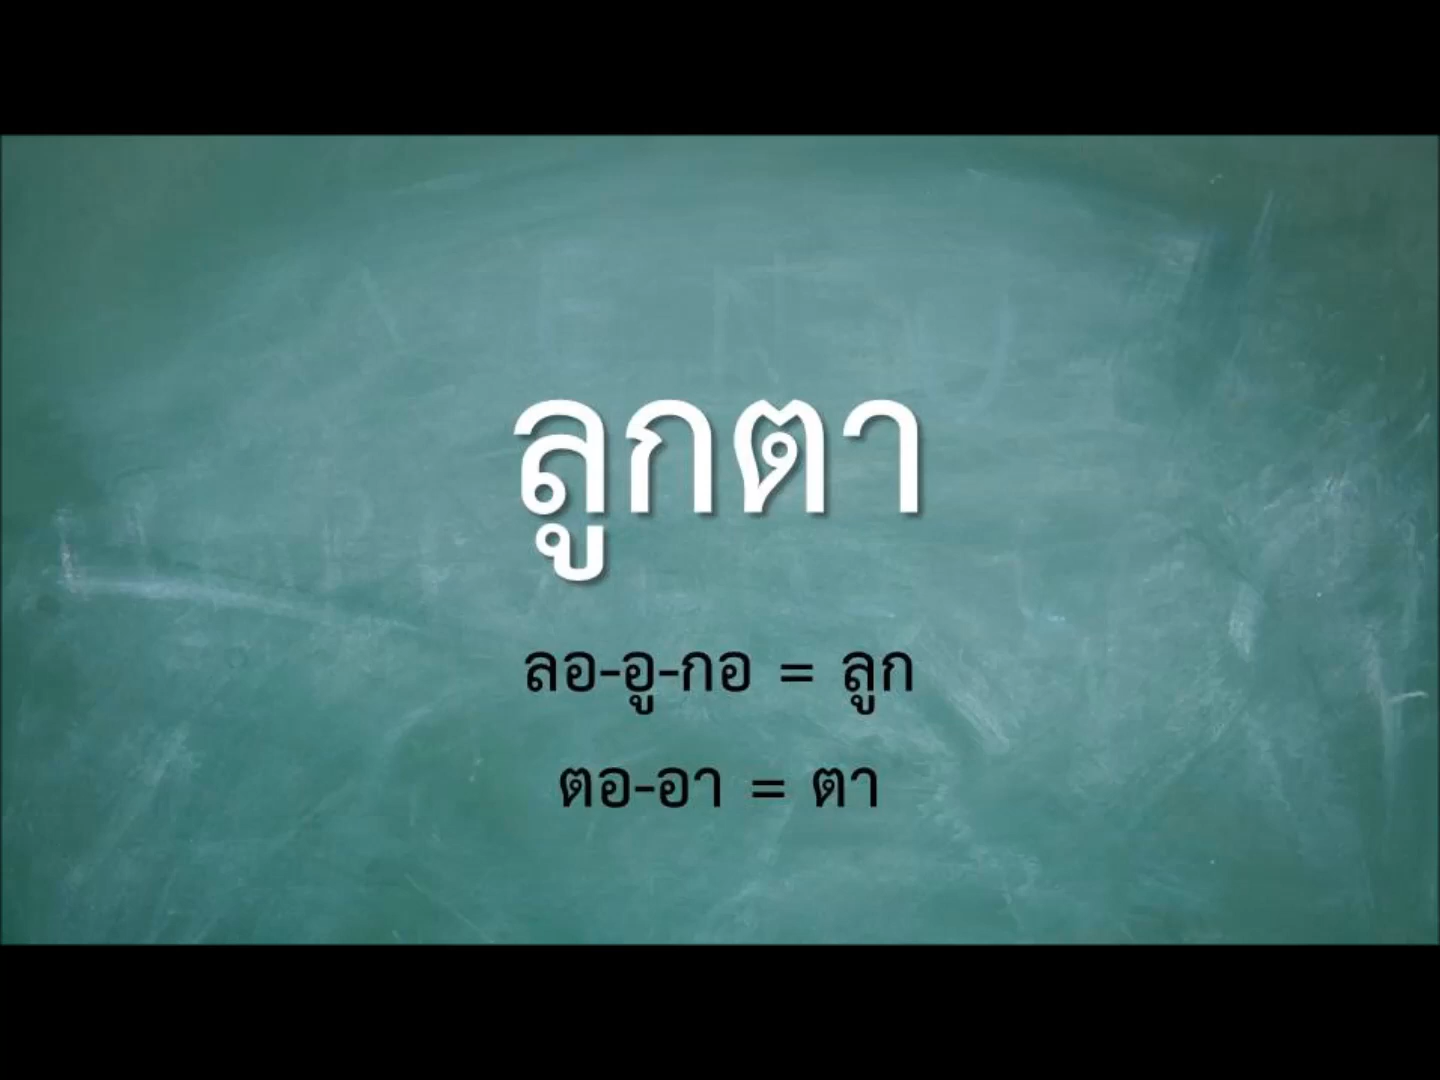 ลูกตา
ลอ-อู-กอ = ลูก
ตอ-อา = ตา